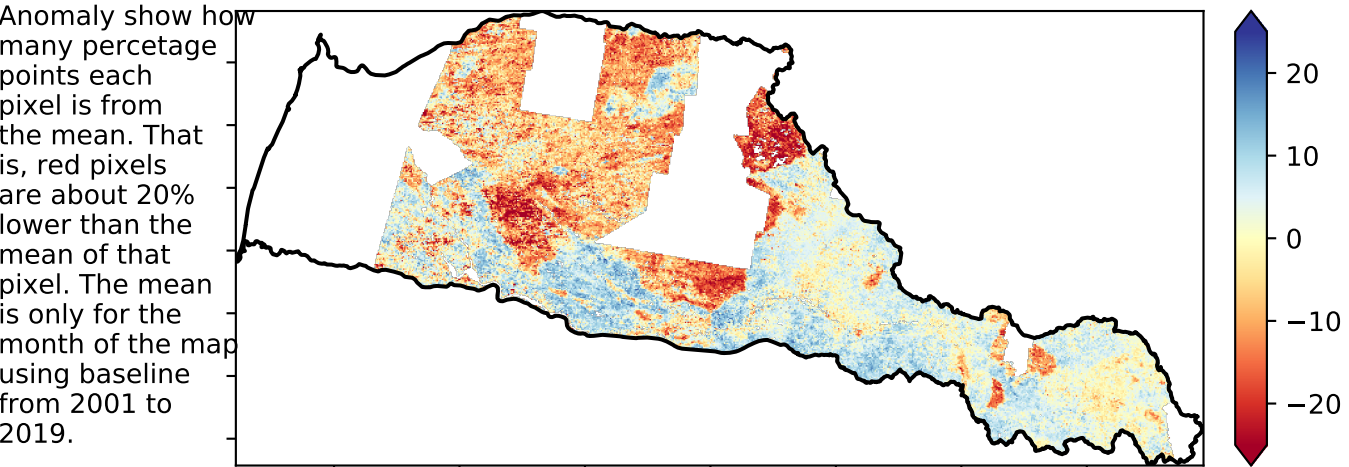 Anomaly show how
many percetage
points each
pixel is from
the mean. That
is, red pixels
are about 20%
lower than the
mean of that
pixel. The mean
is only for the
month of the map
using baseline
from 2001 to
2019.
20
10
0
−10
−20